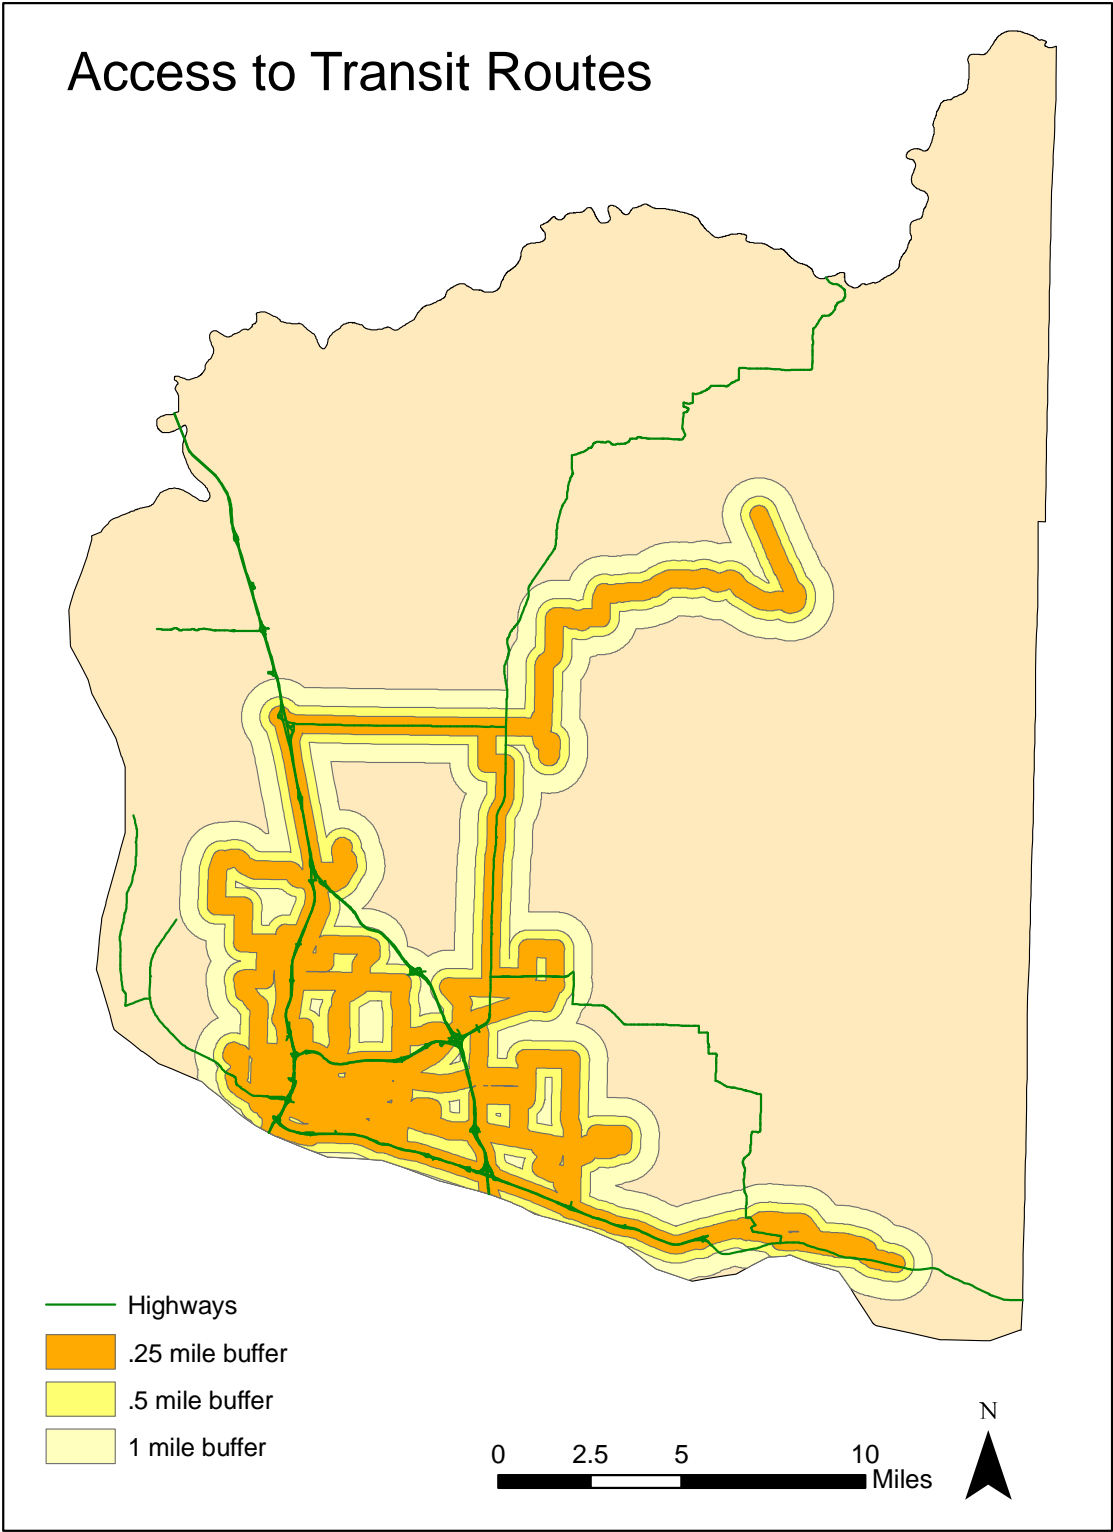 Access to Transit Routes
Highways
.25 mile buffer
.5 mile buffer
1 mile buffer
0 2.5 5 10
Miles
N